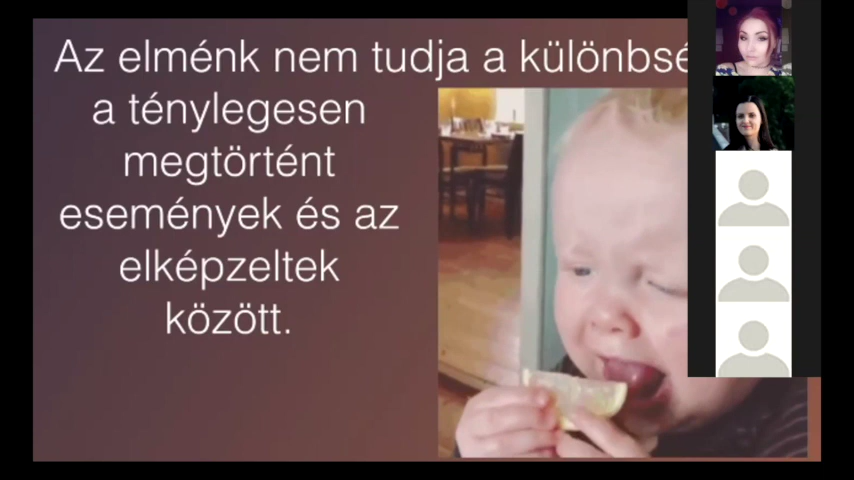 Az elménk nem tudja a különbsé
a ténylegesen
megtörtént
események és az
elképzeltek
között.